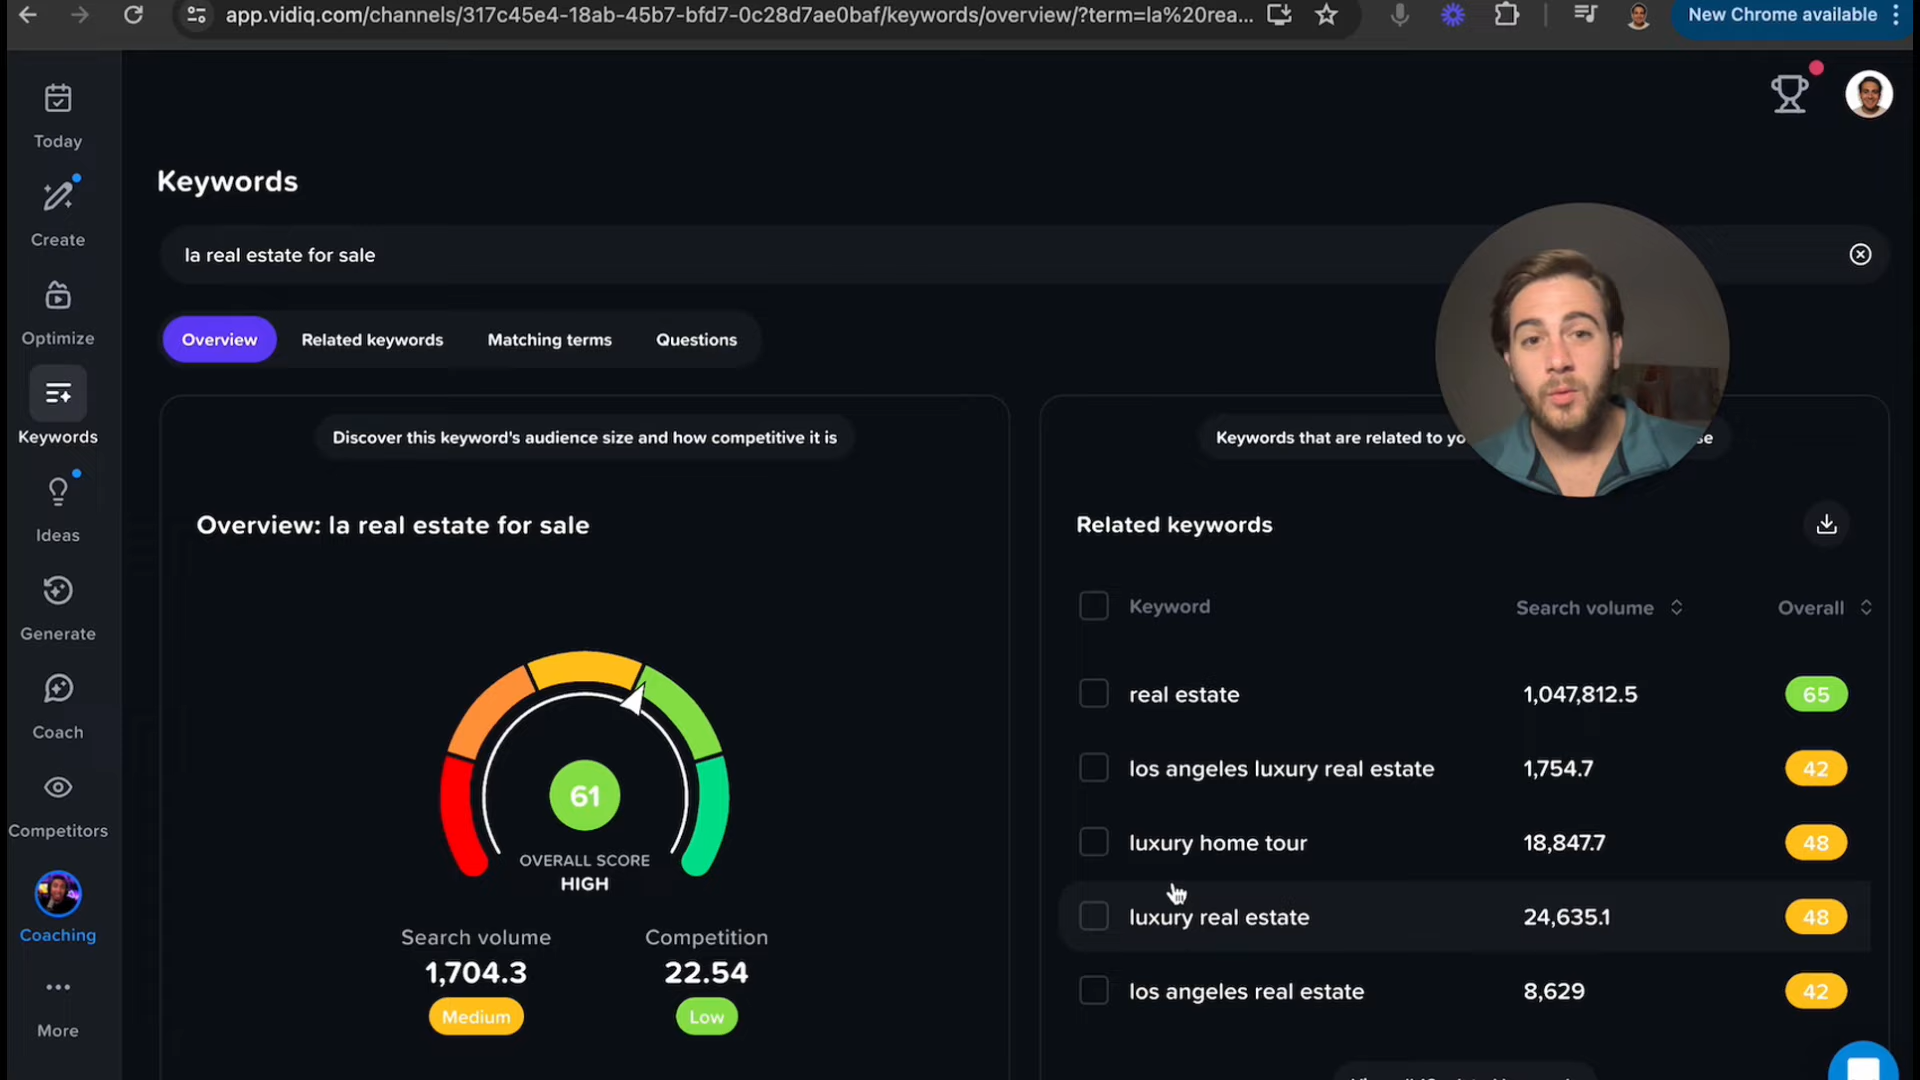 app.vidiq.com/channels/317c45e4-18ab-45b7-bfd7-0c28d7ae0baf/keywords/overview/?term=la%20rea...
New Chrome available
Today
Create
Optimize
Keywords
Ideas
Generate
Coach
Competitors
Coaching
More
Keywords
la real estate for sale
Overview
Related keywords
Matching terms
Questions
Discover this keyword's audience size and how competitive it is
Overview: la real estate for sale
61
OVERALL SCORE
HIGH
Search volume
1,704.3
Medium
Competition
22.54
Low
Keywords that are related to
Related keywords
Keyword Search volume Overall
real estate 1,047,812.5 65
los angeles luxury real estate 1,754.7 42
luxury home tour 18,847.7 48
luxury real estate 24,635.1 48
los angeles real estate 8,629 42